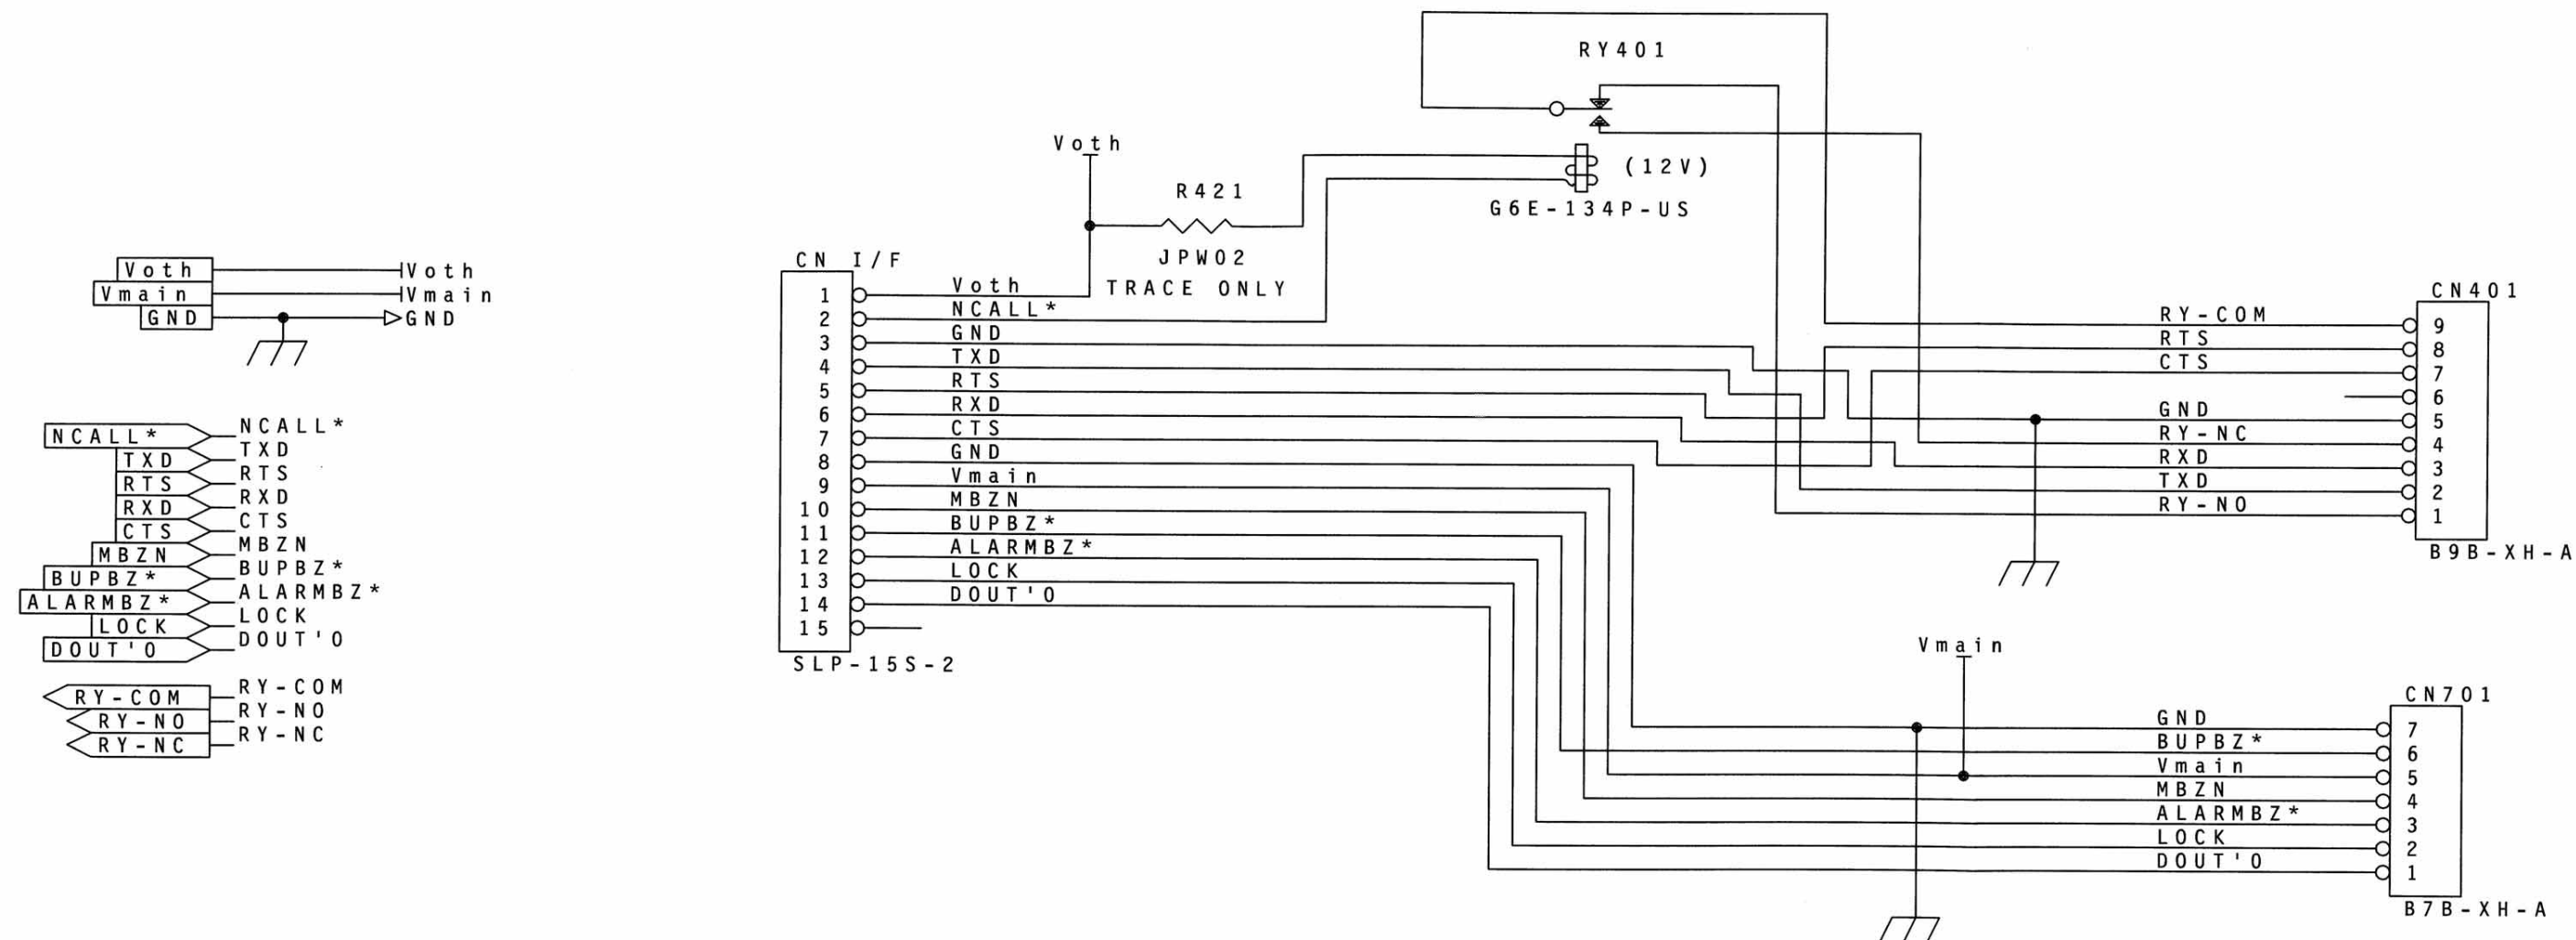 Voth Voth
Vmain Vmain
GND GND
NCALL* NCALL*
TXD TXD
RTS RTS
RXD RXD
CTS CTS
MBZN MBZN
BUPBZ* BUPBZ*
ALARMBZ* ALARMBZ*
LOCK LOCK
DOUT'0 DOUT'0
RY-COM RY-COM
RY-NO RY-NO
RY-NC RY-NC
RY401
(12V)
G6E-134P-US
Voth
R421
JPW02
TRACE ONLY
CN I/F
1 Voth
2 NCALL*
3 GND
4 TXD
5 RTS
6 RXD
7 CTS
8 GND
9 Vmain
10 MBZN
11 BUPBZ*
12 ALARMBZ*
13 LOCK
14 DOUT'0
15
SLP-15S-2
CN401
RY-COM 9
RTS 8
CTS 7
6
GND 5
RY-NC 4
RXD 3
TXD 2
RY-NO 1
B9B-XH-A
Vmain
CN701
GND 7
BUPBZ* 6
Vmain 5
MBZN 4
ALARMBZ* 3
LOCK 2
DOUT'0 1
B7B-XH-A